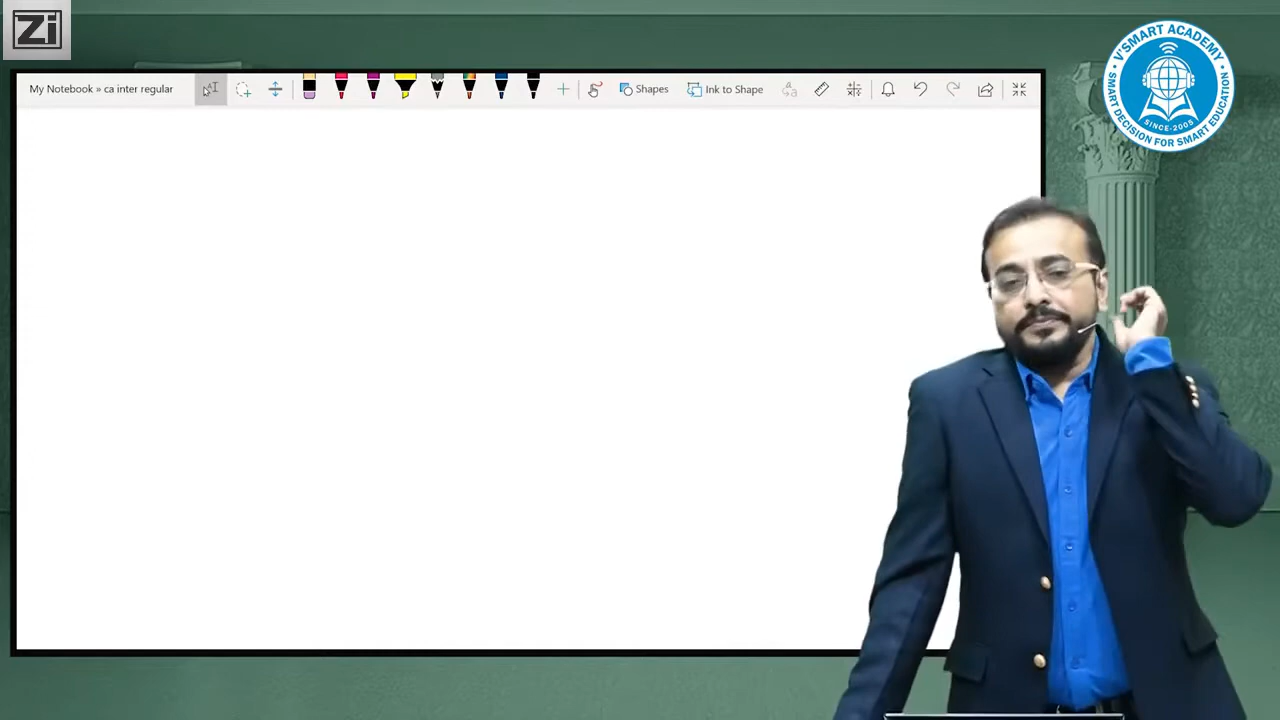 Zi
My Notebook » ca inter regular
Shapes
Ink to Shape
V'SMART ACADEMY
SINCE-2005
SMART DECISION FOR SMART EDUCATION